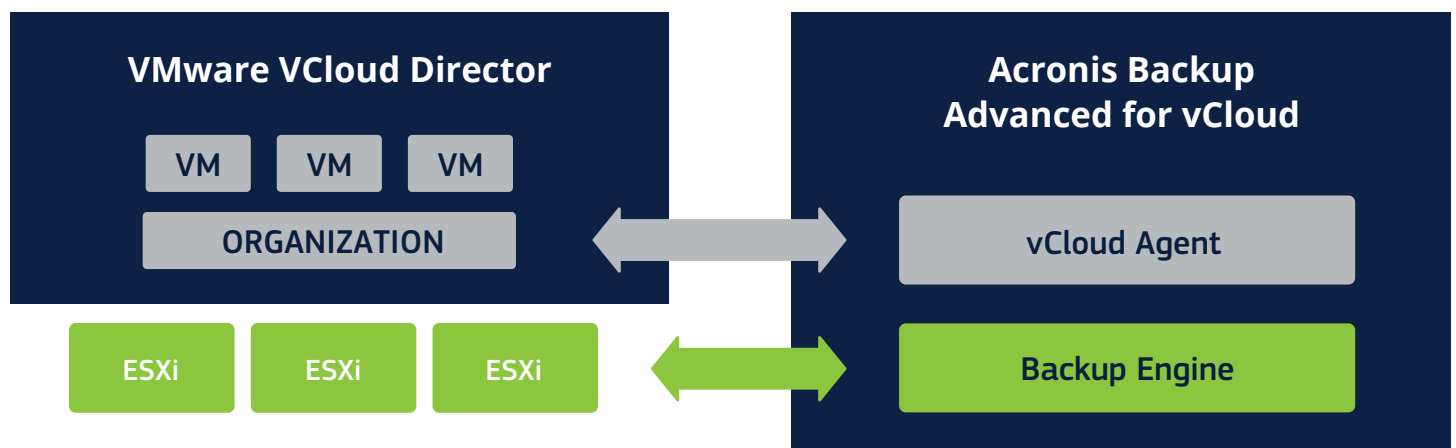 VMware VCloud Director
VM VM VM
ORGANIZATION
ESXi ESXi ESXi
Acronis Backup
Advanced for vCloud
vCloud Agent
Backup Engine